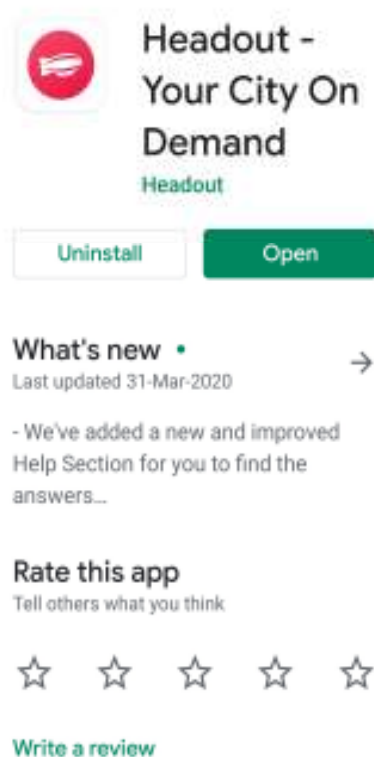 Headout -
Your City On
Demand
Headout
Uninstall
Open
What's new •
Last updated 31-Mar-2020
- We've added a new and improved
Help Section for you to find the
answers...
Rate this app
Tell others what you think
Write a review